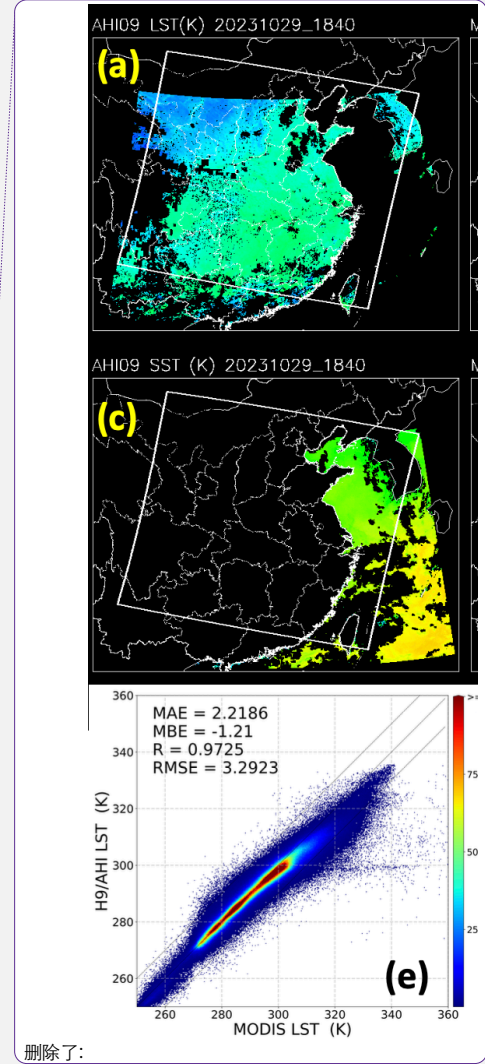 AHI09 LST(K) 20231029_1840
(a)
AHI09 SST (K) 20231029_1840
(c)
MAE = 2.2186
MBE = -1.21
R = 0.9725
RMSE = 3.2923
360
340
320
300
280
260
H9/AHI LST (K)
260 280 300 320 340 360
MODIS LST (K)
(e)
75
50
25
删除了: